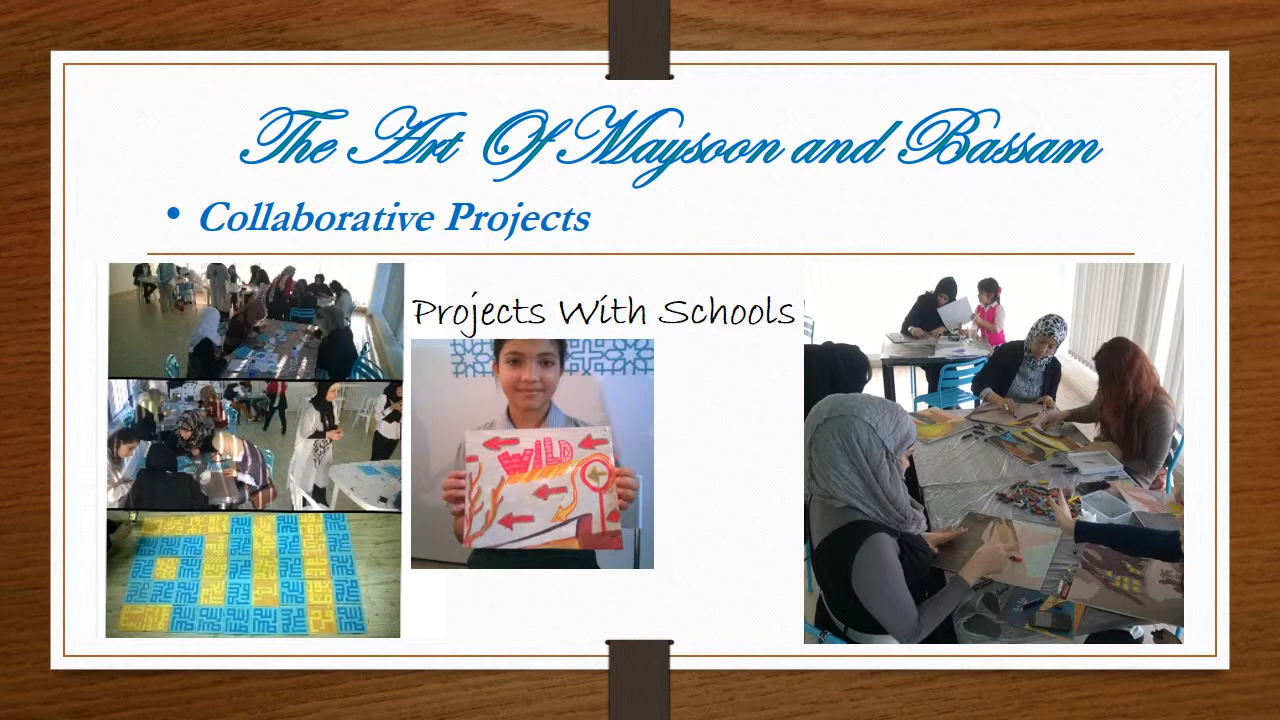 The Art Of Maysoon and Bassam
• Collaborative Projects
Projects With Schools
WILD